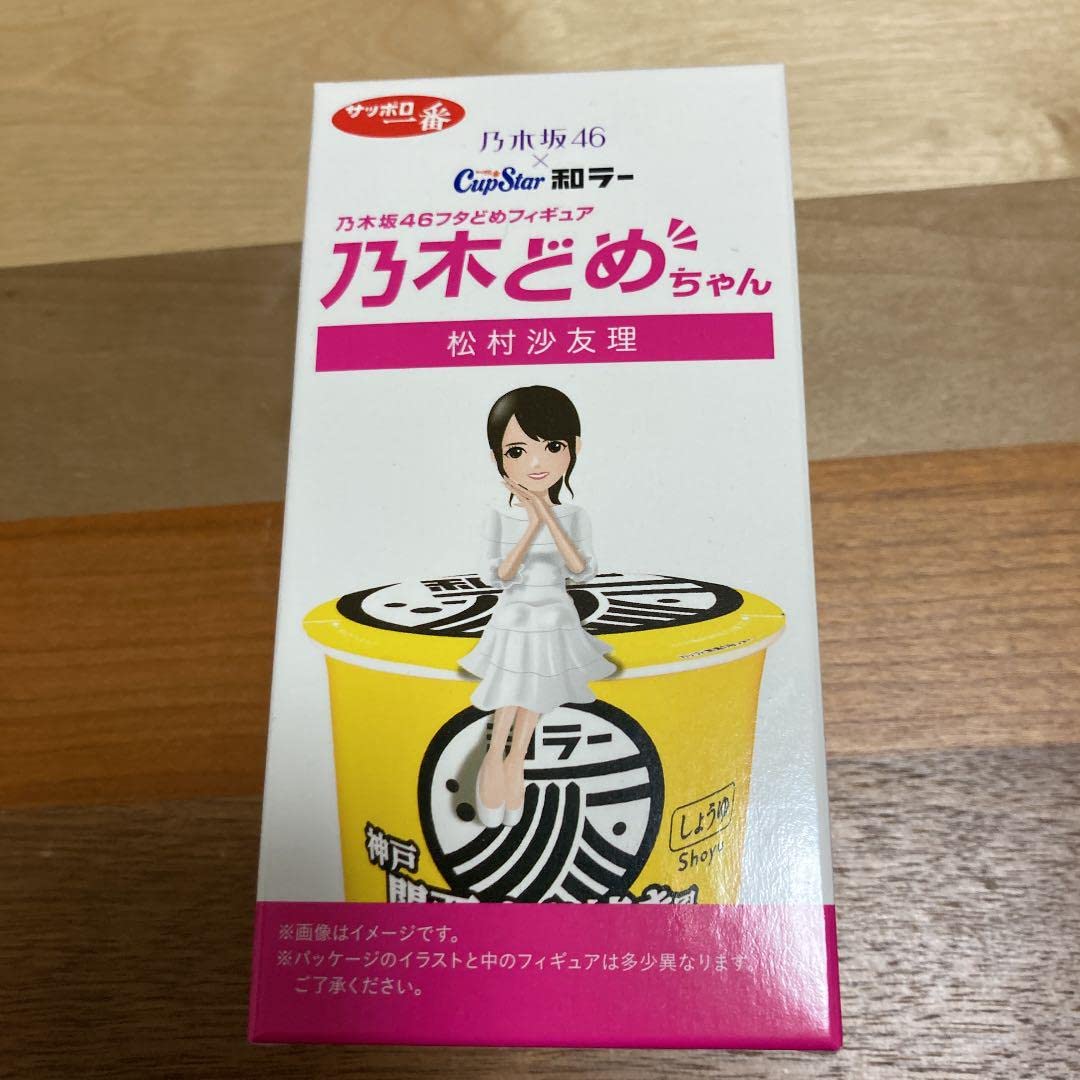 サッポロ一番
乃木坂46
×
CupStar 和ラー
乃木坂46フタどめフィギュア
乃木どめちゃん
松村沙友理
和
和ラー
しょうゆ
Shoyu
神戸
※画像はイメージです。
※パッケージのイラストと中のフィギュアは多少異なります。
ご了承ください。